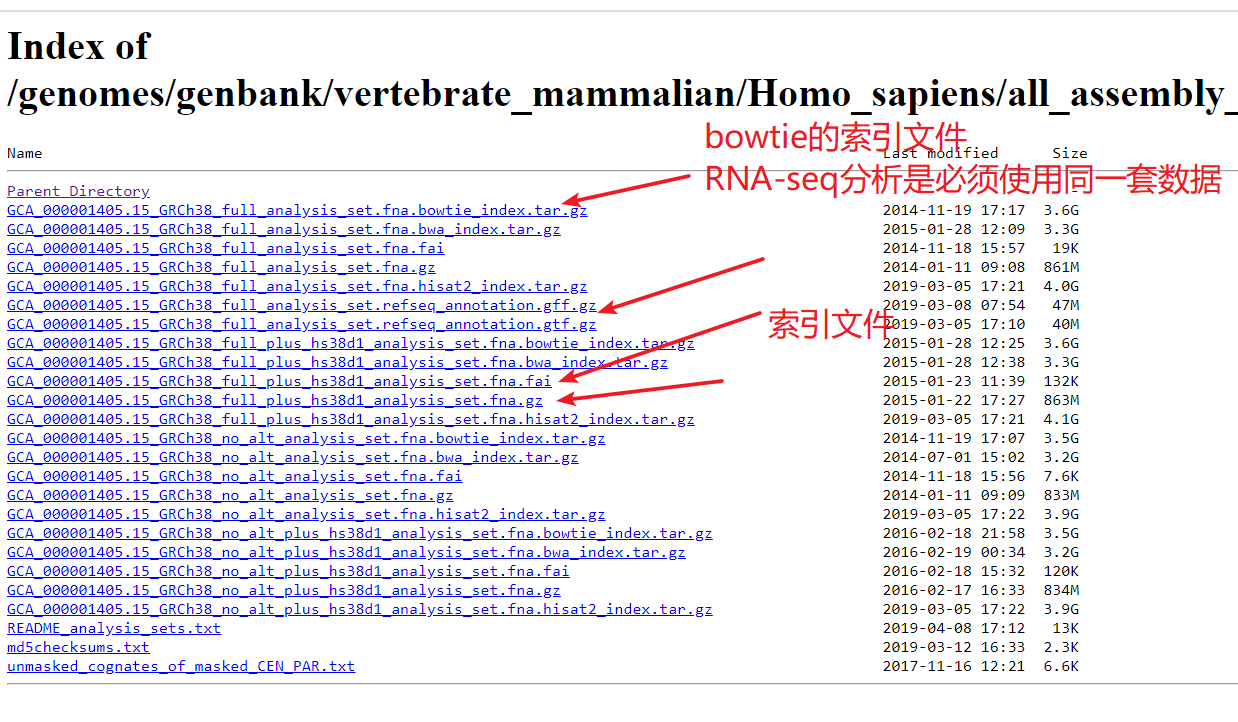 Index of
/genomes/genbank/vertebrate_mammalian/Homo_sapiens/all_assembly_
bowtie的索引文件
Name Last modified Size
RNA-seq分析是必须使用同一套数据
Parent Directory -
GCA_000001405.15_GRCh38_full_analysis_set.fna.bowtie_index.tar.gz 2014-11-19 17:17 3.6G
GCA_000001405.15_GRCh38_full_analysis_set.fna.bwa_index.tar.gz 2015-01-28 12:09 3.3G
GCA_000001405.15_GRCh38_full_analysis_set.fna.fai 2014-11-18 15:57 19K
GCA_000001405.15_GRCh38_full_analysis_set.fna.gz 2014-01-11 09:08 861M
GCA_000001405.15_GRCh38_full_analysis_set.fna.hisat2_index.tar.gz 2019-03-05 17:21 4.0G
GCA_000001405.15_GRCh38_full_analysis_set.refseq_annotation.gff.gz 2019-03-08 07:54 47M
GCA_000001405.15_GRCh38_full_analysis_set.refseq_annotation.gtf.gz 2019-03-05 17:10 40M
索引文件
GCA_000001405.15_GRCh38_full_plus_hs38d1_analysis_set.fna.bowtie_index.tar.gz 2015-01-28 12:25 3.6G
GCA_000001405.15_GRCh38_full_plus_hs38d1_analysis_set.fna.bwa_index.tar.gz 2015-01-28 12:38 3.3G
GCA_000001405.15_GRCh38_full_plus_hs38d1_analysis_set.fna.fai 2015-01-23 11:39 132K
GCA_000001405.15_GRCh38_full_plus_hs38d1_analysis_set.fna.gz 2015-01-22 17:27 863M
GCA_000001405.15_GRCh38_full_plus_hs38d1_analysis_set.fna.hisat2_index.tar.gz 2019-03-05 17:21 4.1G
GCA_000001405.15_GRCh38_no_alt_analysis_set.fna.bowtie_index.tar.gz 2014-11-19 17:07 3.5G
GCA_000001405.15_GRCh38_no_alt_analysis_set.fna.bwa_index.tar.gz 2014-07-01 15:02 3.2G
GCA_000001405.15_GRCh38_no_alt_analysis_set.fna.fai 2014-11-18 15:56 7.6K
GCA_000001405.15_GRCh38_no_alt_analysis_set.fna.gz 2014-01-11 09:09 833M
GCA_000001405.15_GRCh38_no_alt_analysis_set.fna.hisat2_index.tar.gz 2019-03-05 17:22 3.9G
GCA_000001405.15_GRCh38_no_alt_plus_hs38d1_analysis_set.fna.bowtie_index.tar.gz 2016-02-18 21:58 3.5G
GCA_000001405.15_GRCh38_no_alt_plus_hs38d1_analysis_set.fna.bwa_index.tar.gz 2016-02-19 00:34 3.2G
GCA_000001405.15_GRCh38_no_alt_plus_hs38d1_analysis_set.fna.fai 2016-02-18 15:32 120K
GCA_000001405.15_GRCh38_no_alt_plus_hs38d1_analysis_set.fna.gz 2016-02-17 16:33 834M
GCA_000001405.15_GRCh38_no_alt_plus_hs38d1_analysis_set.fna.hisat2_index.tar.gz 2019-03-05 17:22 3.9G
README_analysis_sets.txt 2019-04-08 17:12 13K
md5checksums.txt 2019-03-12 16:33 2.3K
unmasked_cognates_of_masked_CEN_PAR.txt 2017-11-16 12:21 6.6K